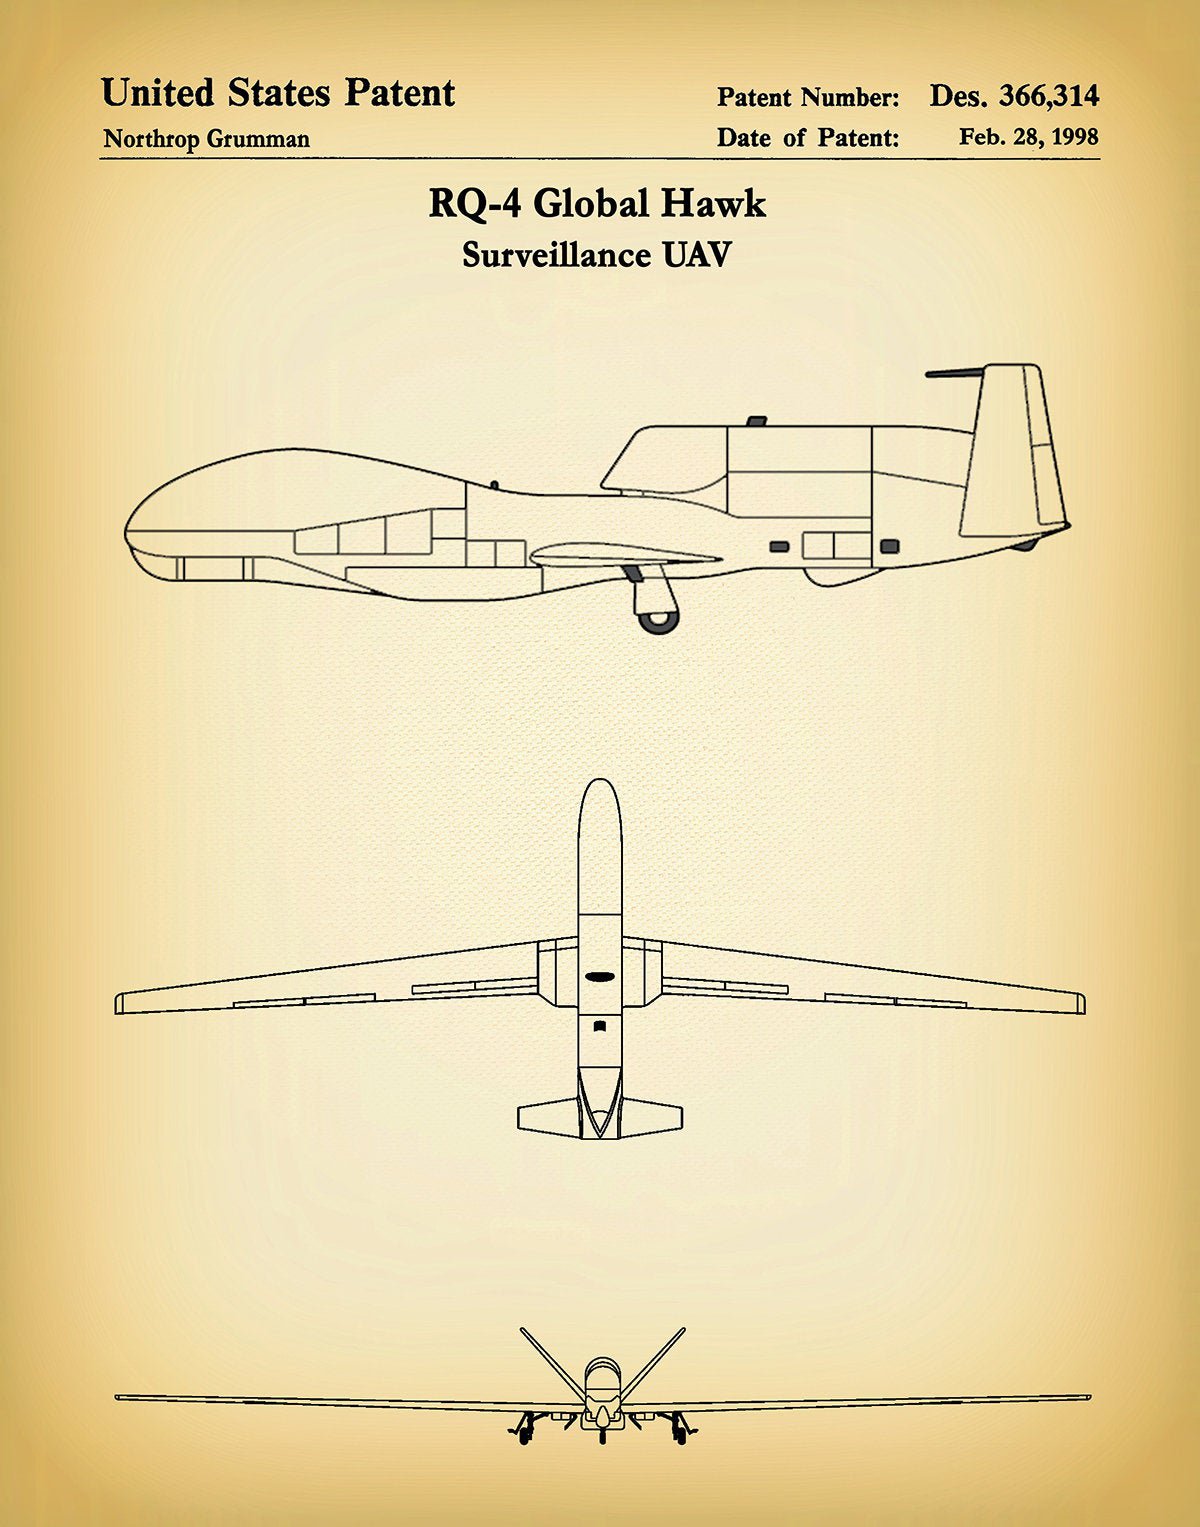 United States Patent
Patent Number: Des. 366,314
Northrop Grumman
Date of Patent: Feb. 28, 1998
RQ-4 Global Hawk
Surveillance UAV